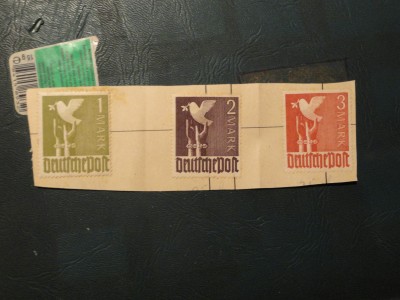 1 MARK
Deutsche Post
2 MARK
Deutsche Post
3 MARK
Deutsche Post